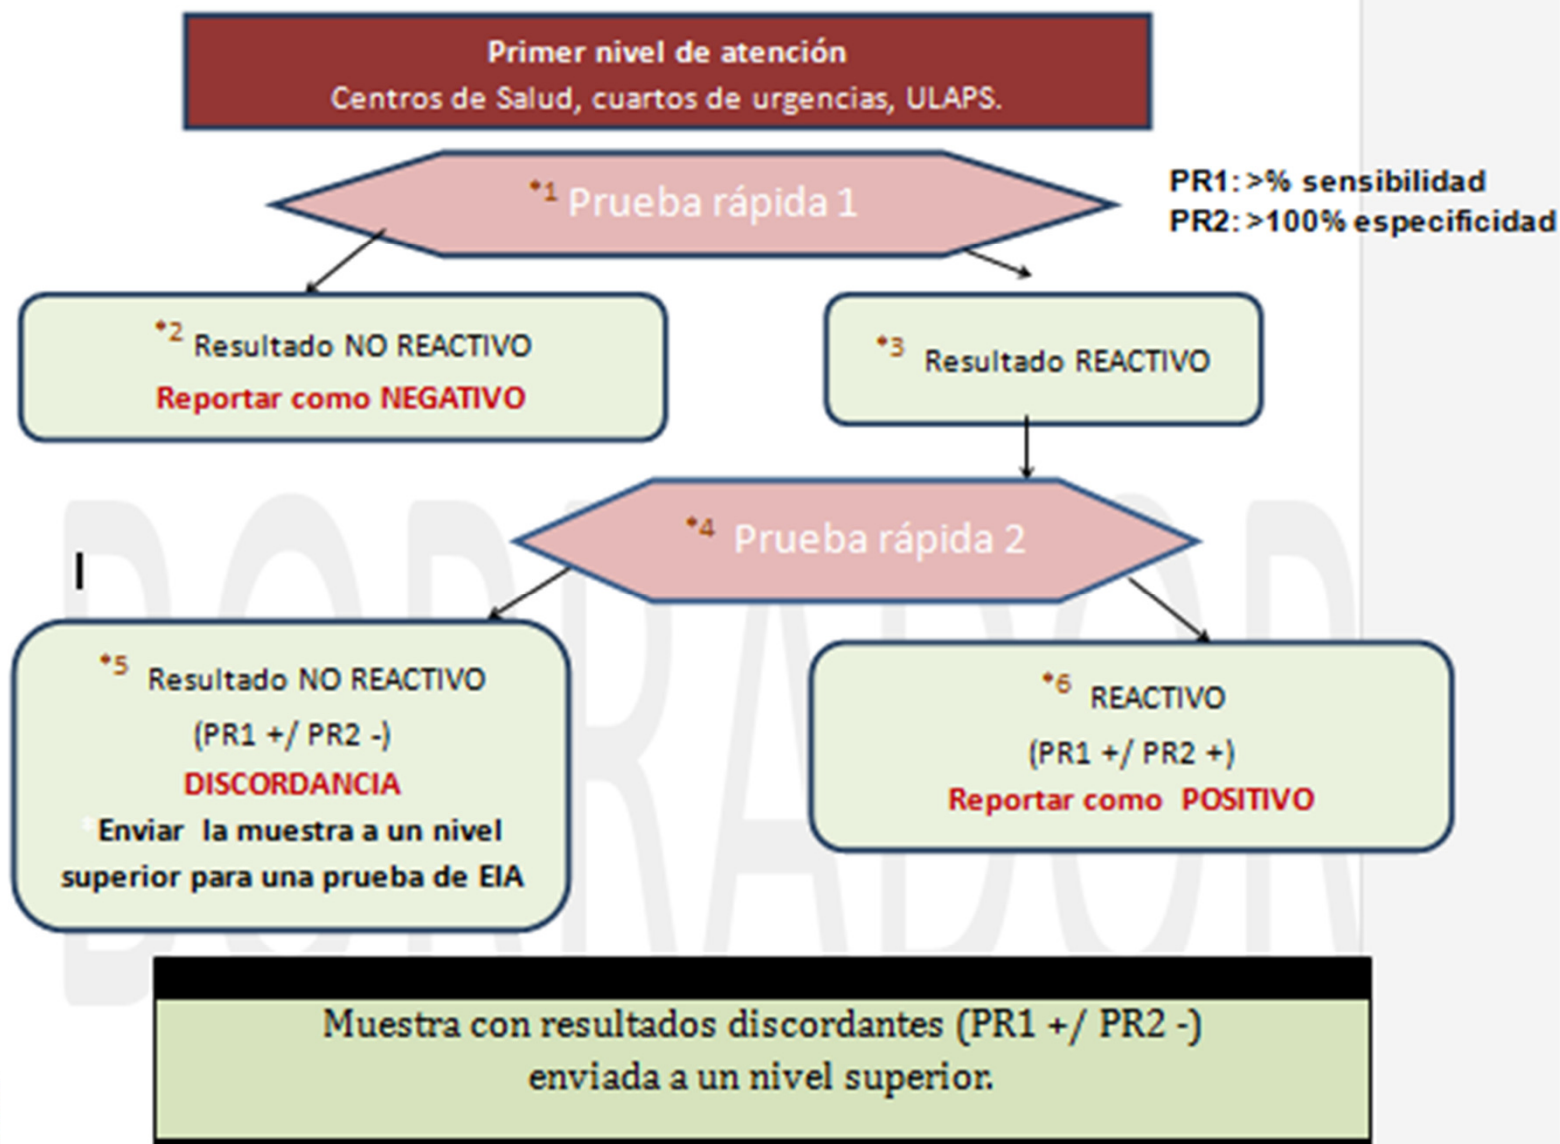 Primer nivel de atención
Centros de Salud, cuartos de urgencias, ULAPS.
*1 Prueba rápida 1
PR1: >% sensibilidad
PR2: >100% especificidad
*2 Resultado NO REACTIVO
Reportar como NEGATIVO
*3 Resultado REACTIVO
*4 Prueba rápida 2
*5 Resultado NO REACTIVO
(PR1 +/ PR2 -)
DISCORDANCIA
*Enviar la muestra a un nivel
superior para una prueba de EIA
*6 REACTIVO
(PR1 +/ PR2 +)
Reportar como POSITIVO
BORRADOR
Muestra con resultados discordantes (PR1 +/ PR2 -)
enviada a un nivel superior.